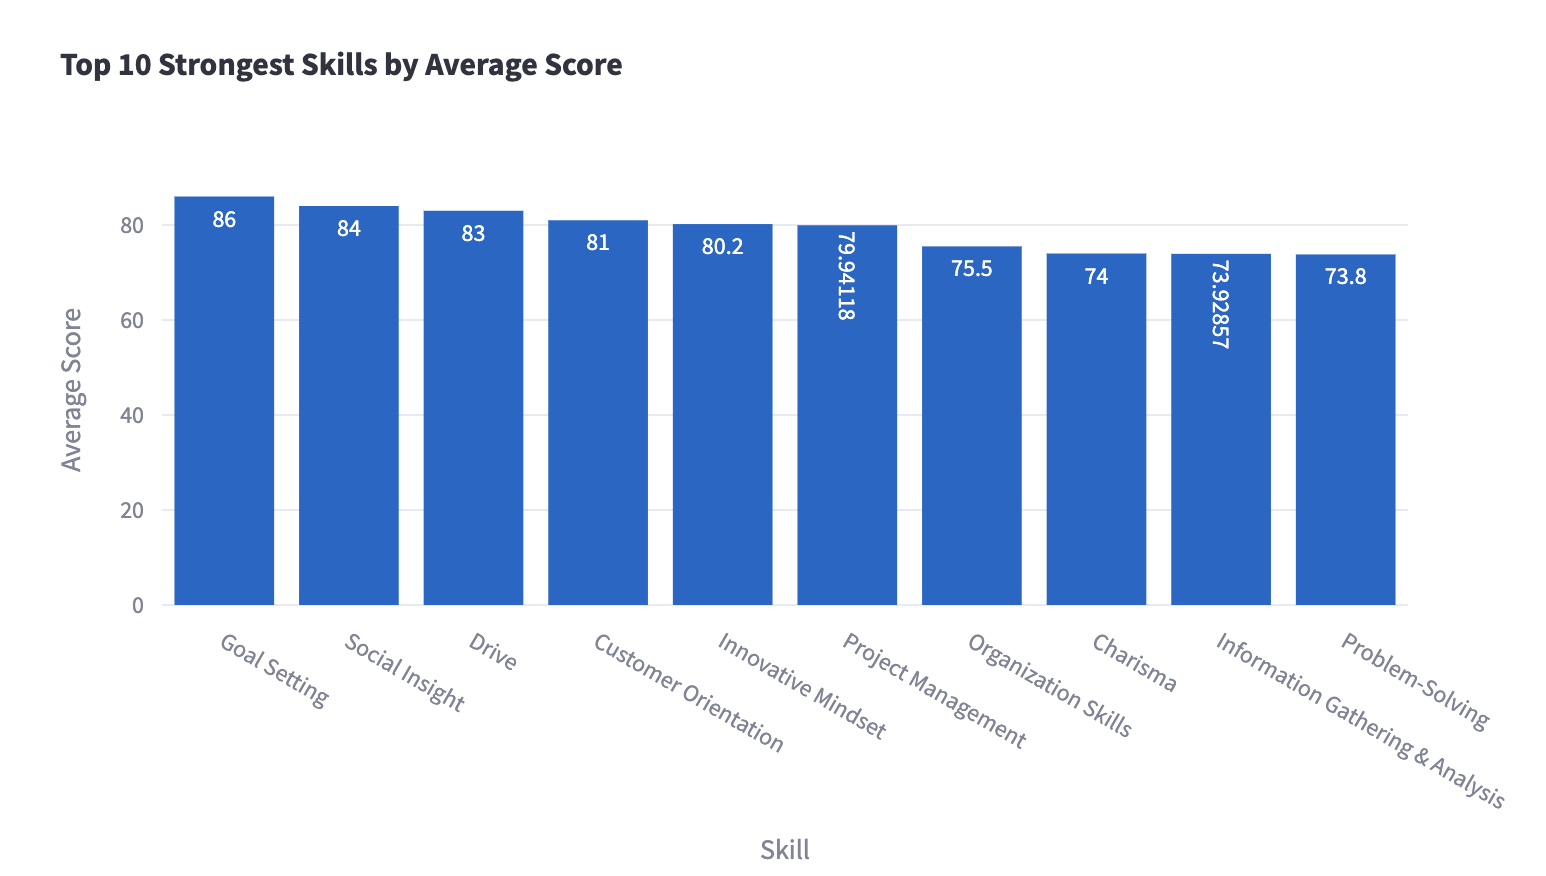 Top 10 Strongest Skills by Average Score
Average Score
80
60
40
20
0
86
84
83
81
80.2
79.94118
75.5
74
73.92857
73.8
Goal Setting
Social Insight
Drive
Customer Orientation
Innovative Mindset
Project Management
Organization Skills
Charisma
Information Gathering & Analysis
Problem-Solving
Skill